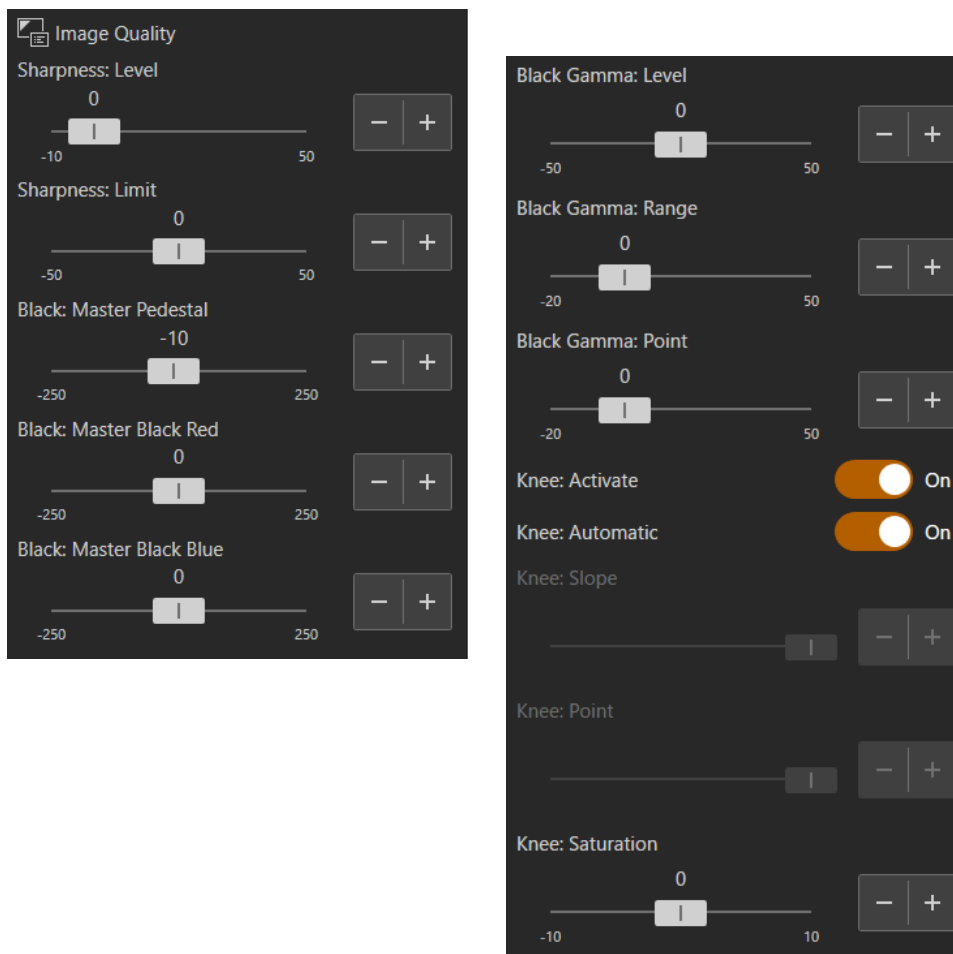 Image Quality
Sharpness: Level
0
-10 50
Sharpness: Limit
0
-50 50
Black: Master Pedestal
-10
-250 250
Black: Master Black Red
0
-250 250
Black: Master Black Blue
0
-250 250
Black Gamma: Level
0
-50 50
Black Gamma: Range
0
-20 50
Black Gamma: Point
0
-20 50
Knee: Activate On
Knee: Automatic On
Knee: Slope
Knee: Point
Knee: Saturation
0
-10 10